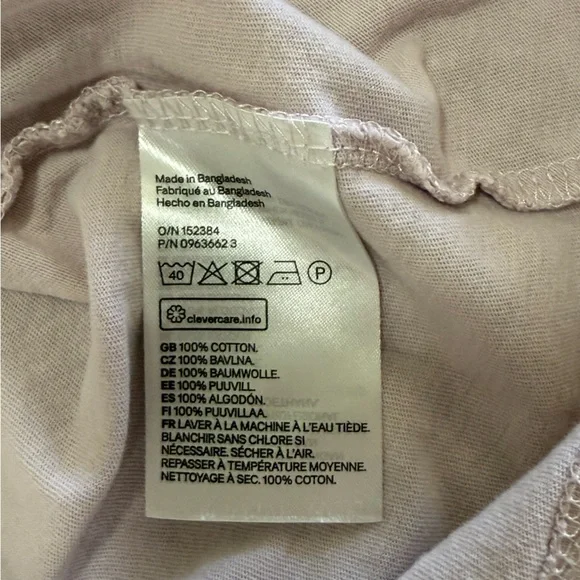 Made in Bangladesh
Fabriqué au Bangladesh
Hecho en Bangladesh
O/N 152384
P/N 0963662 3
40 P
clevercare.info
GB 100% COTTON.
CZ 100% BAVLNA.
DE 100% BAUMWOLLE.
EE 100% PUUVILL.
ES 100% ALGODÓN.
FI 100% PUUVILLAA.
FR LAVER À LA MACHINE À L'EAU TIÈDE.
BLANCHIR SANS CHLORE SI
NÉCESSAIRE. SÉCHER À L'AIR.
REPASSER À TEMPÉRATURE MOYENNE.
NETTOYAGE À SEC. 100% COTON.